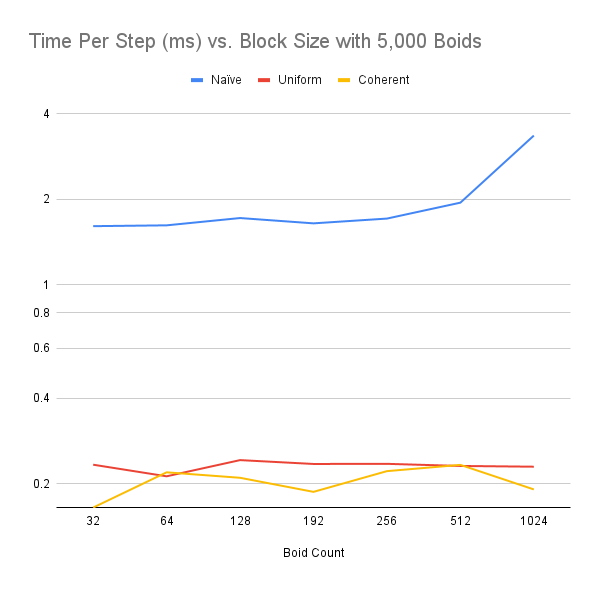 Time Per Step (ms) vs. Block Size with 5,000 Boids
Naïve Uniform Coherent
4
2
1
0.8
0.6
0.4
0.2
32 64 128 192 256 512 1024
Boid Count